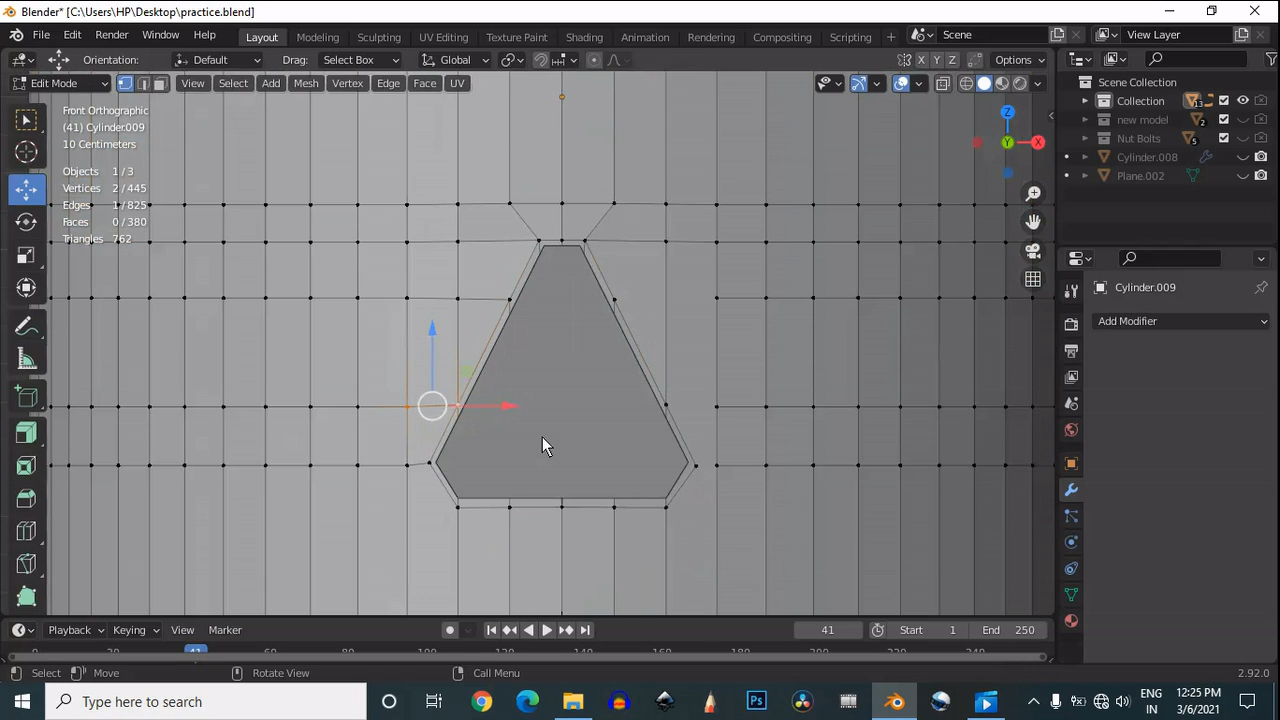 Blender* [C:\Users\HP\Desktop\practice.blend]
File Edit Render Window Help Layout Modeling Sculpting UV Editing Texture Paint Shading Animation Rendering Compositing Scripting + Scene View Layer
Orientation: Default Drag: Select Box Global X Y Z Options
Edit Mode View Select Add Mesh Vertex Edge Face UV
Scene Collection
Collection 13
new model 2
Nut Bolts 5
Cylinder.008
Plane.002
Front Orthographic
(41) Cylinder.009
10 Centimeters
Objects 1 / 3
Vertices 2 / 445
Edges 1 / 825
Faces 0 / 380
Triangles 762
Z
Y
X
Cylinder.009
Add Modifier
Playback Keying View Marker 41 Start 1 End 250
Select Move Rotate View Call Menu 2.92.0
Type here to search
Ps
ENG
IN
12:25 PM
3/6/2021